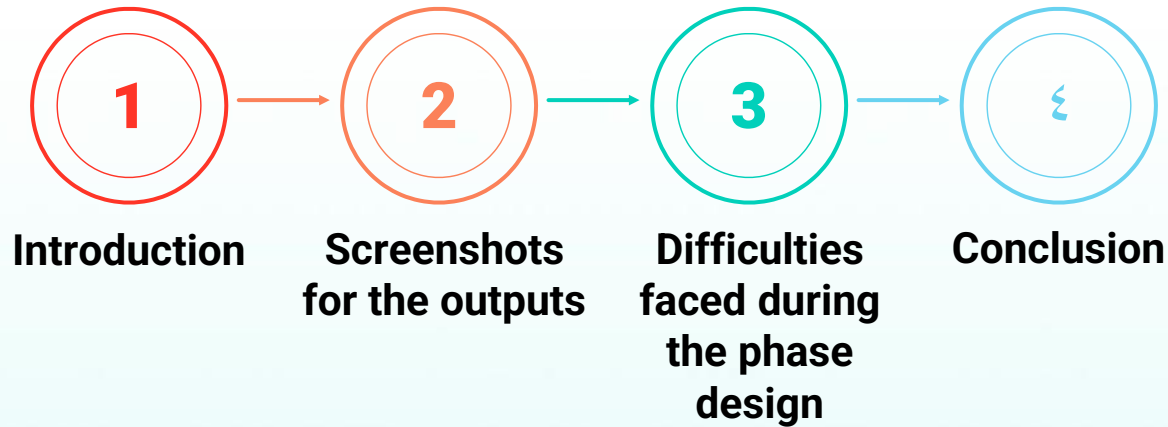 1
2
3
٤
Introduction
Screenshots
for the outputs
Difficulties
faced during
the phase
design
Conclusion